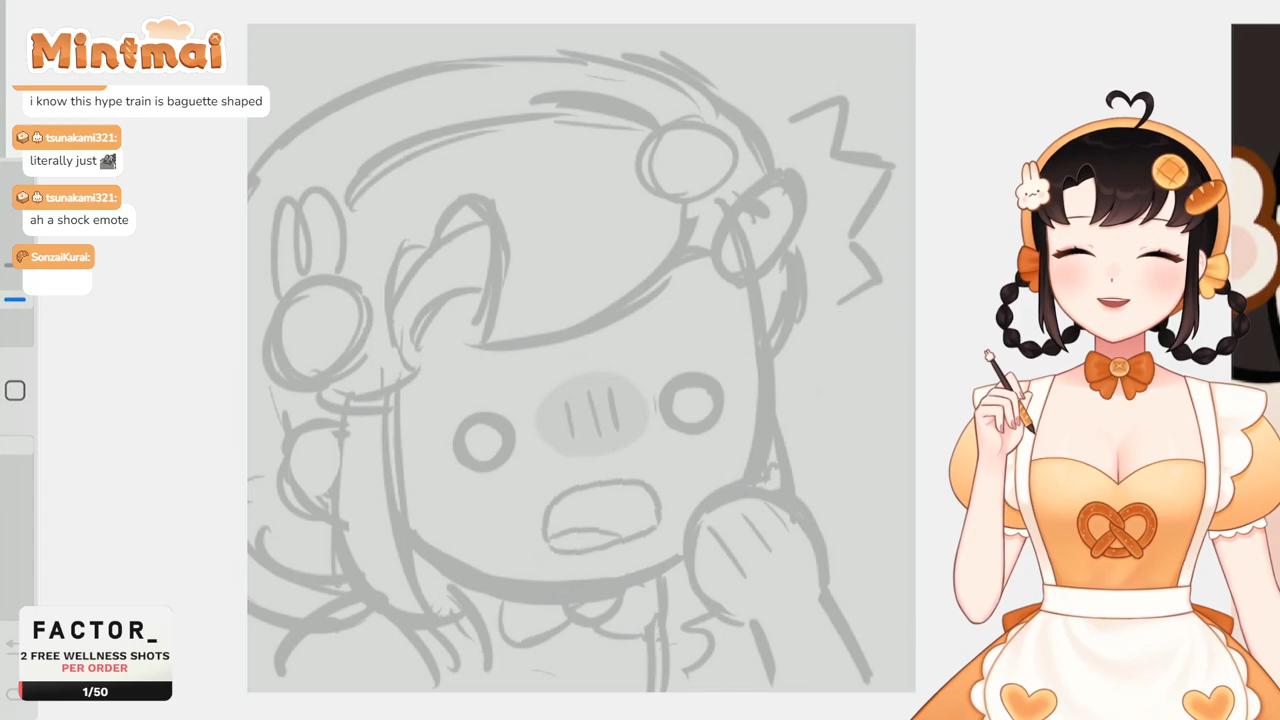 Mintmai
i know this hype train is baguette shaped
tsunakami321:
literally just
tsunakami321:
ah a shock emote
SonzaiKurai:
FACTOR_
2 FREE WELLNESS SHOTS
PER ORDER
1/50